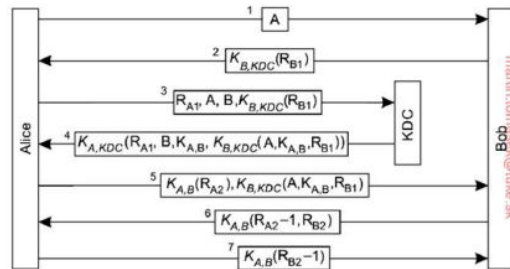 1 A
2 K_B,KDC(R_B1)
3 R_A1, A, B, K_B,KDC(R_B1)
KDC
4 K_A,KDC(R_A1, B, K_A,B, K_B,KDC(A, K_A,B, R_B1))
Alice
Bob
5 K_A,B(R_A2), K_B,KDC(A, K_A,B, R_B1)
6 K_A,B(R_A2−1, R_B2)
7 K_A,B(R_B2−1)